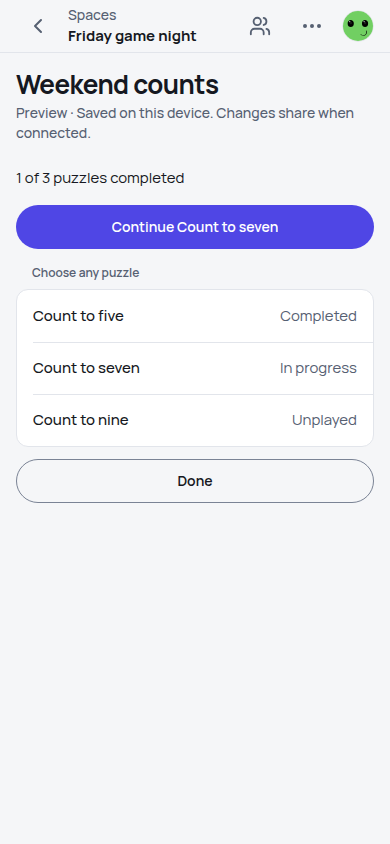 Spaces
Friday game night
Weekend counts
Preview · Saved on this device. Changes share when
connected.
1 of 3 puzzles completed
Continue Count to seven
Choose any puzzle
Count to five Completed
Count to seven In progress
Count to nine Unplayed
Done